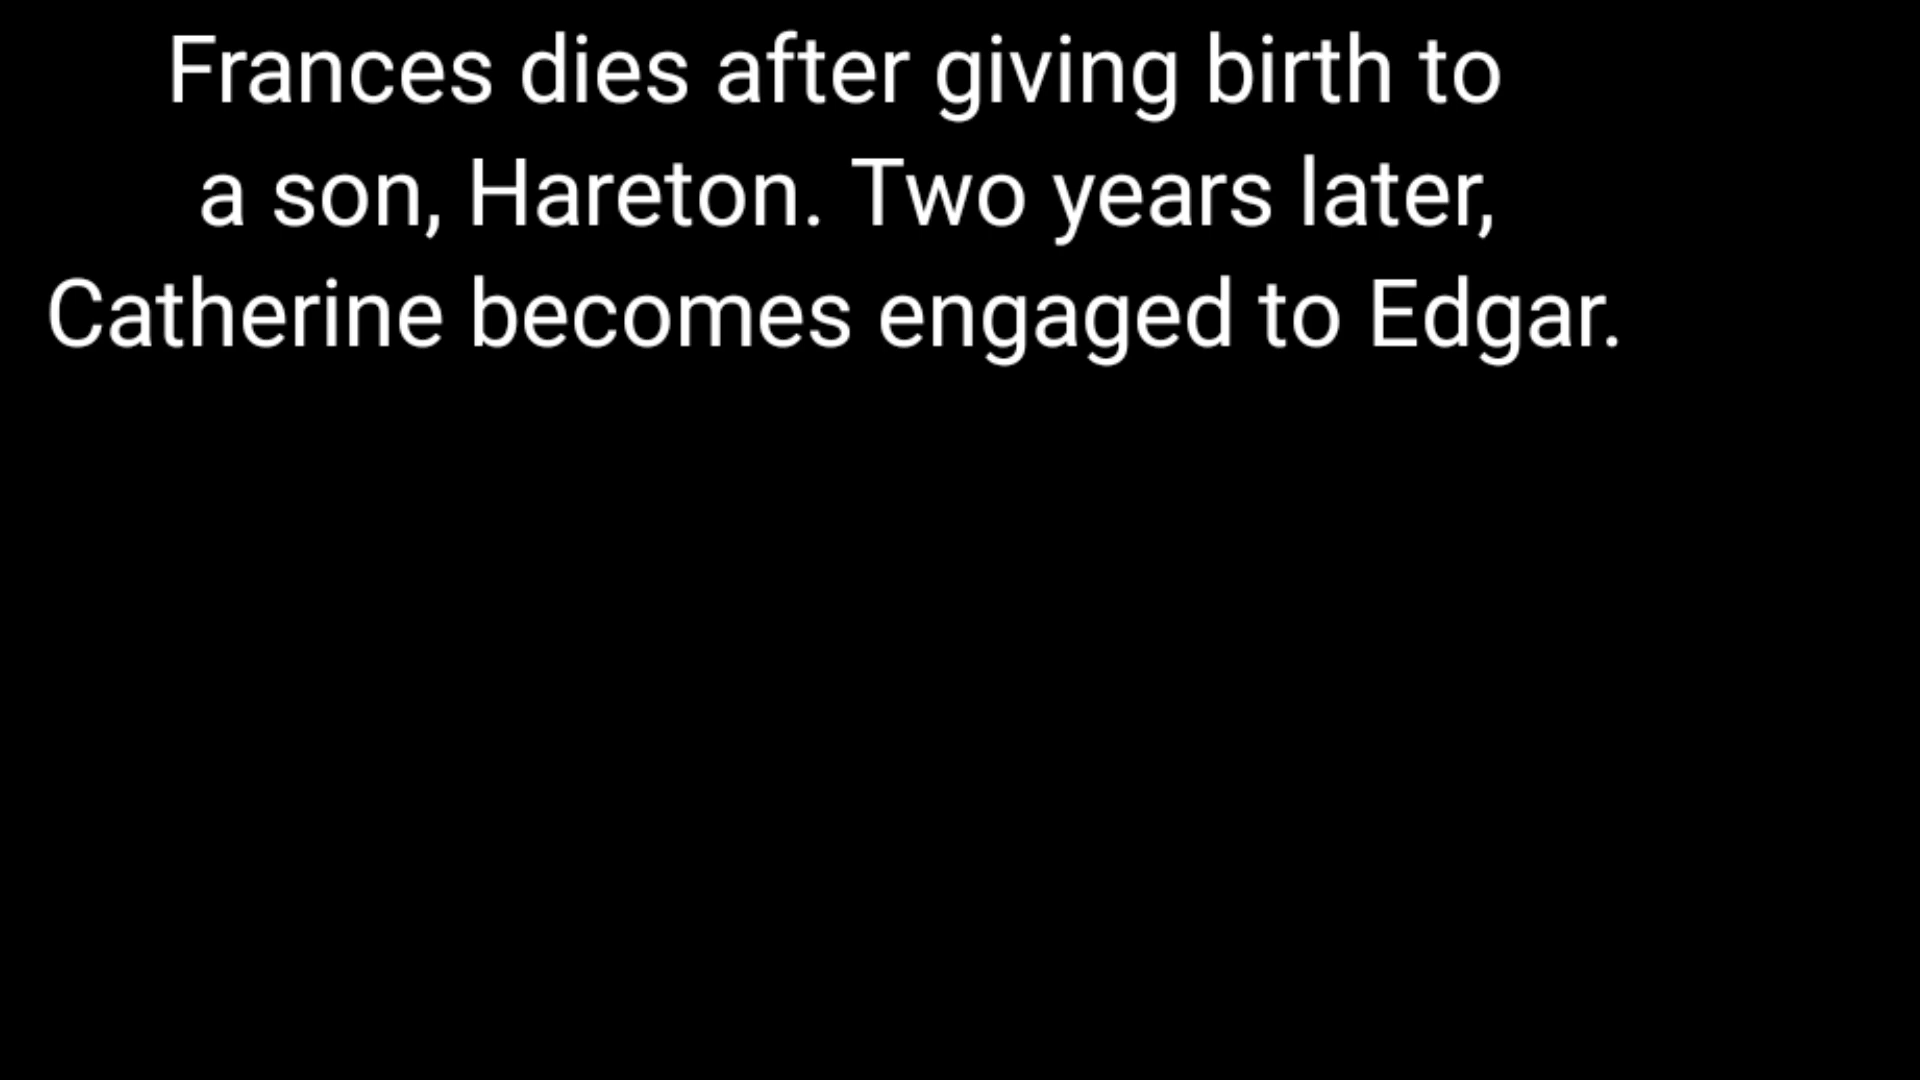 Frances dies after giving birth to
a son, Hareton. Two years later,
Catherine becomes engaged to Edgar.